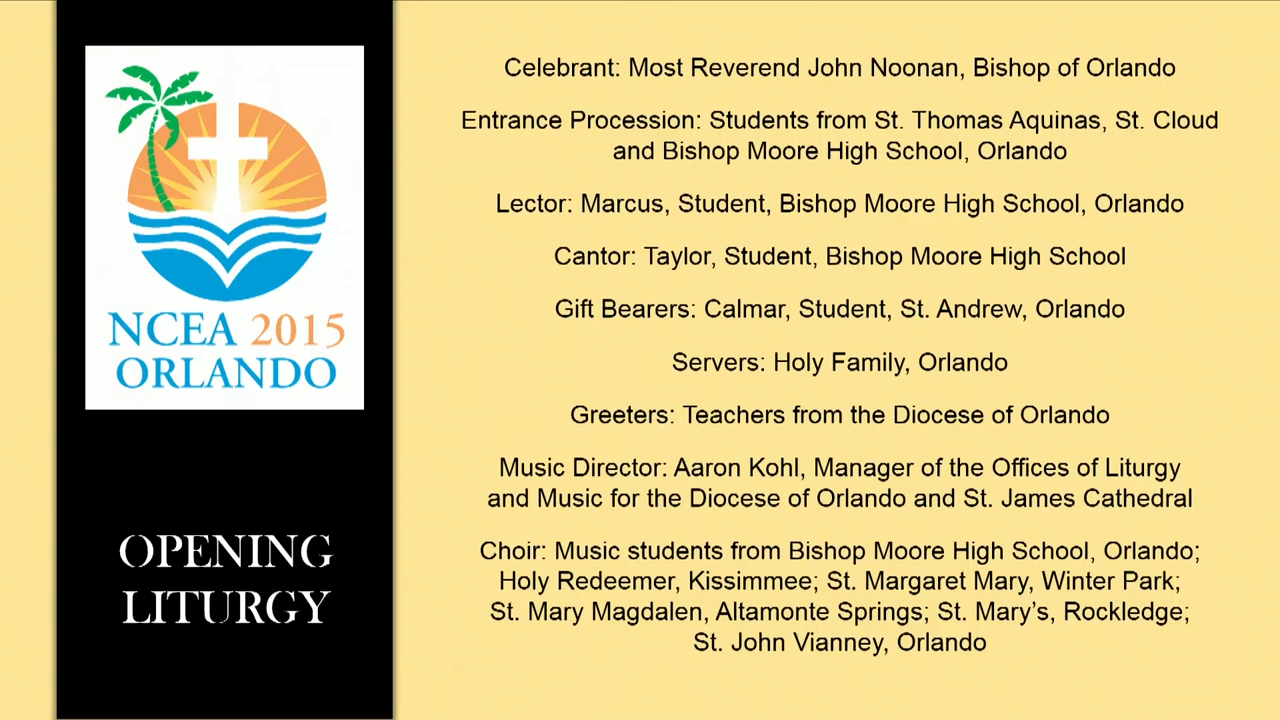 NCEA 2015
ORLANDO
OPENING
LITURGY
Celebrant: Most Reverend John Noonan, Bishop of Orlando
Entrance Procession: Students from St. Thomas Aquinas, St. Cloud
and Bishop Moore High School, Orlando
Lector: Marcus, Student, Bishop Moore High School, Orlando
Cantor: Taylor, Student, Bishop Moore High School
Gift Bearers: Calmar, Student, St. Andrew, Orlando
Servers: Holy Family, Orlando
Greeters: Teachers from the Diocese of Orlando
Music Director: Aaron Kohl, Manager of the Offices of Liturgy
and Music for the Diocese of Orlando and St. James Cathedral
Choir: Music students from Bishop Moore High School, Orlando;
Holy Redeemer, Kissimmee; St. Margaret Mary, Winter Park;
St. Mary Magdalen, Altamonte Springs; St. Mary’s, Rockledge;
St. John Vianney, Orlando